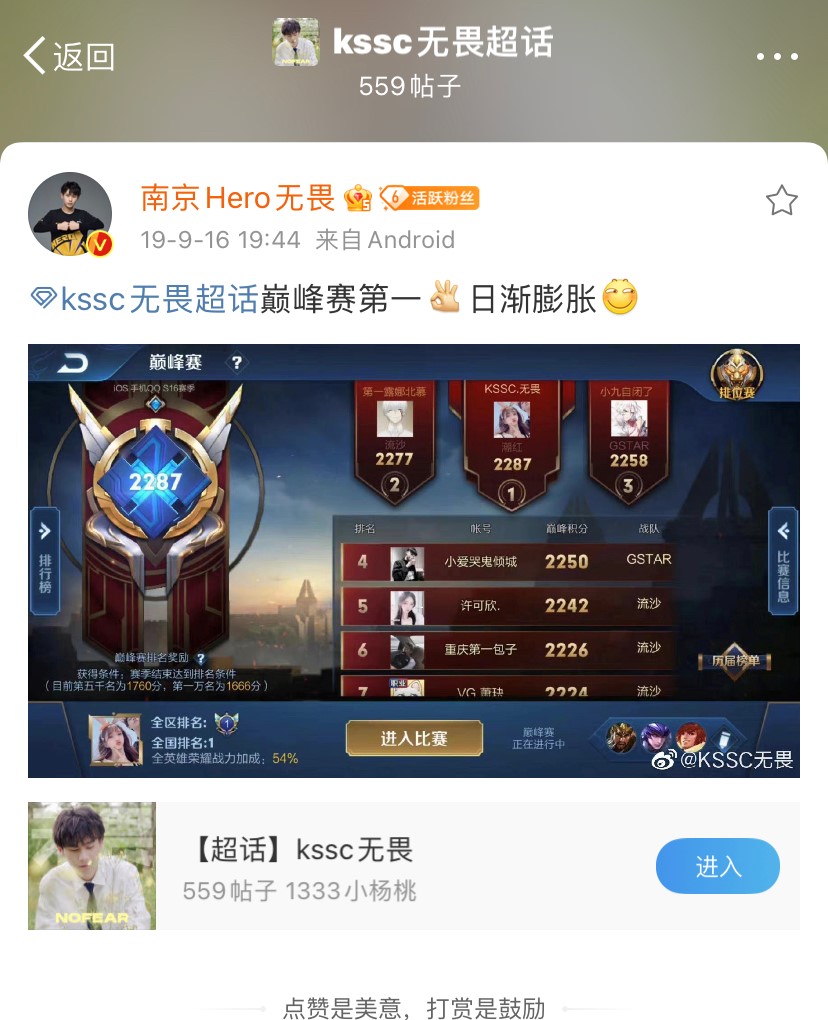 返回
kssc无畏超话
559帖子
南京Hero无畏
5
6 活跃粉丝
19-9-16 19:44 来自Android
kssc无畏超话巅峰赛第一👌日渐膨胀
巅峰赛 ?
iOS 手机QQ S16赛季
2287
排行榜
第一露娜北慕
流沙
2277
2
KSSC.无畏
2287
1
小九自闭了
GSTAR
2258
3
排位赛
排名 帐号 巅峰积分 战队
4 小爱哭鬼倾城 2250 GSTAR
5 许可欣. 2242 流沙
6 重庆第一包子 2226 流沙
7 职业 VG 萧玦 2224 流沙
比赛信息
历届榜单
巅峰赛排名奖励 ?
获得条件:赛季结束达到排名条件
(目前第五千名为1760分,第一万名为1666分)
全区排名: 1
全国排名:1
全英雄荣耀战力加成: 54%
进入比赛
巅峰赛
正在进行中
@KSSC无畏
NOFEAR
【超话】kssc无畏
559帖子 1333小杨桃
进入
点赞是美意,打赏是鼓励